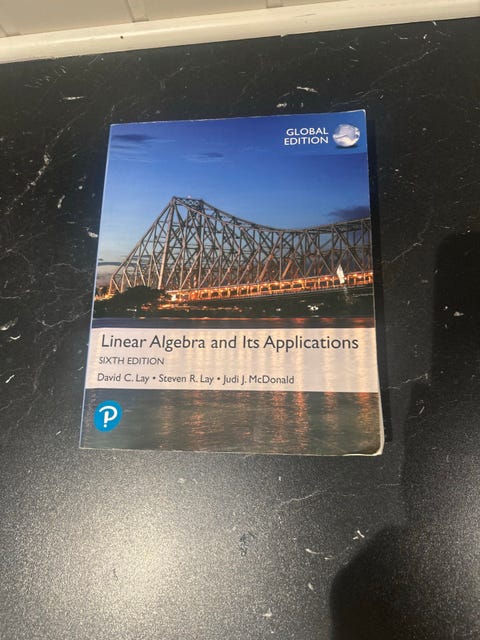 GLOBAL
EDITION
Linear Algebra and Its Applications
SIXTH EDITION
David C. Lay • Steven R. Lay • Judi J. McDonald
P